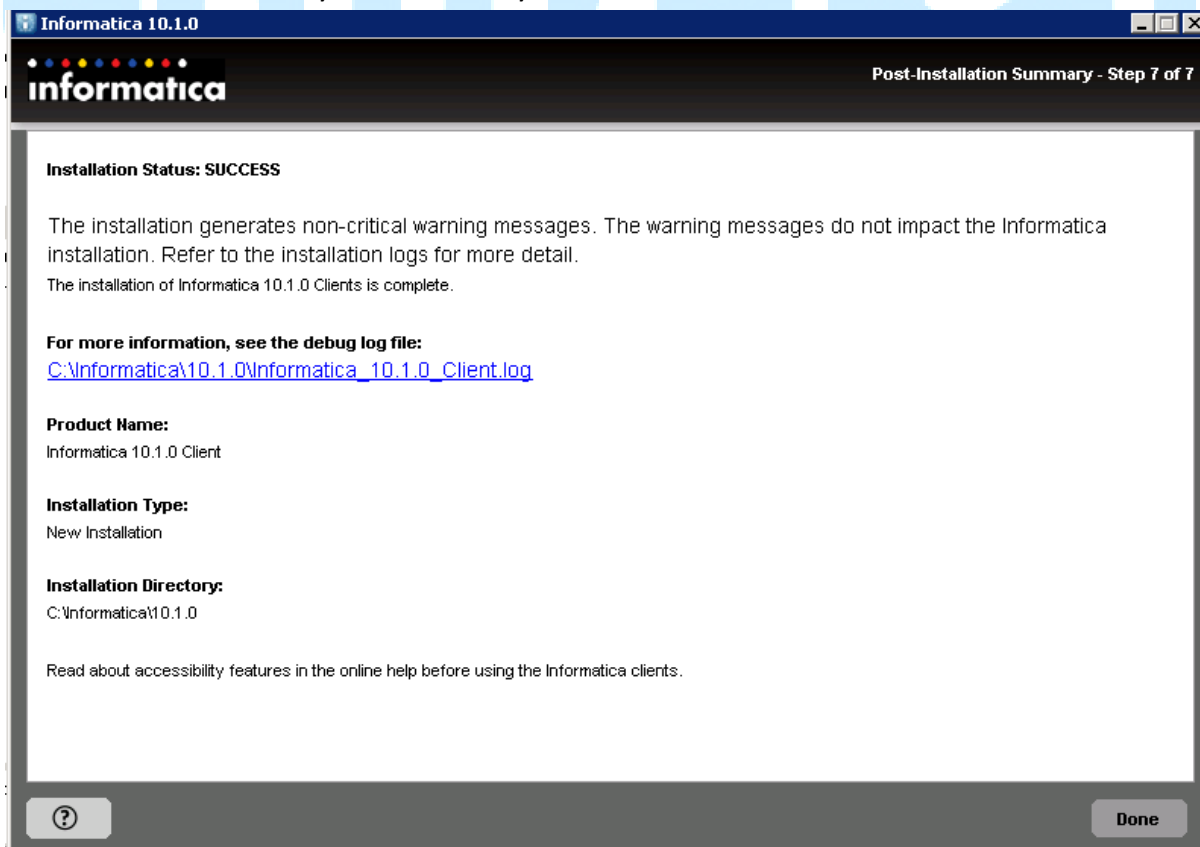 Informatica 10.1.0
informatica
Post-Installation Summary - Step 7 of 7
Installation Status: SUCCESS
The installation generates non-critical warning messages. The warning messages do not impact the Informatica
installation. Refer to the installation logs for more detail.
The installation of Informatica 10.1.0 Clients is complete.
For more information, see the debug log file:
C:\Informatica\10.1.0\Informatica_10.1.0_Client.log
Product Name:
Informatica 10.1.0 Client
Installation Type:
New Installation
Installation Directory:
C:\Informatica\10.1.0
Read about accessibility features in the online help before using the Informatica clients.
?
Done